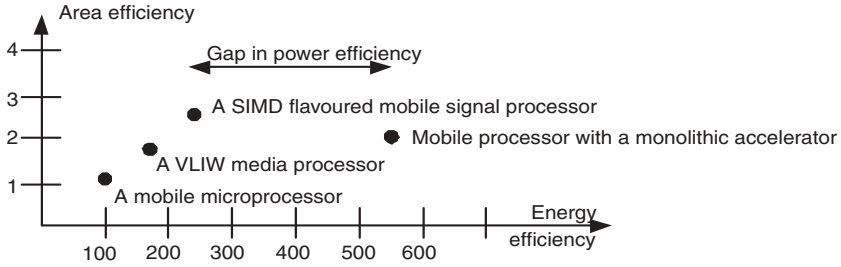 Area efficiency
4
Gap in power efficiency
3
A SIMD flavoured mobile signal processor
2
Mobile processor with a monolithic accelerator
A VLIW media processor
1
A mobile microprocessor
Energy
efficiency
100 200 300 400 500 600